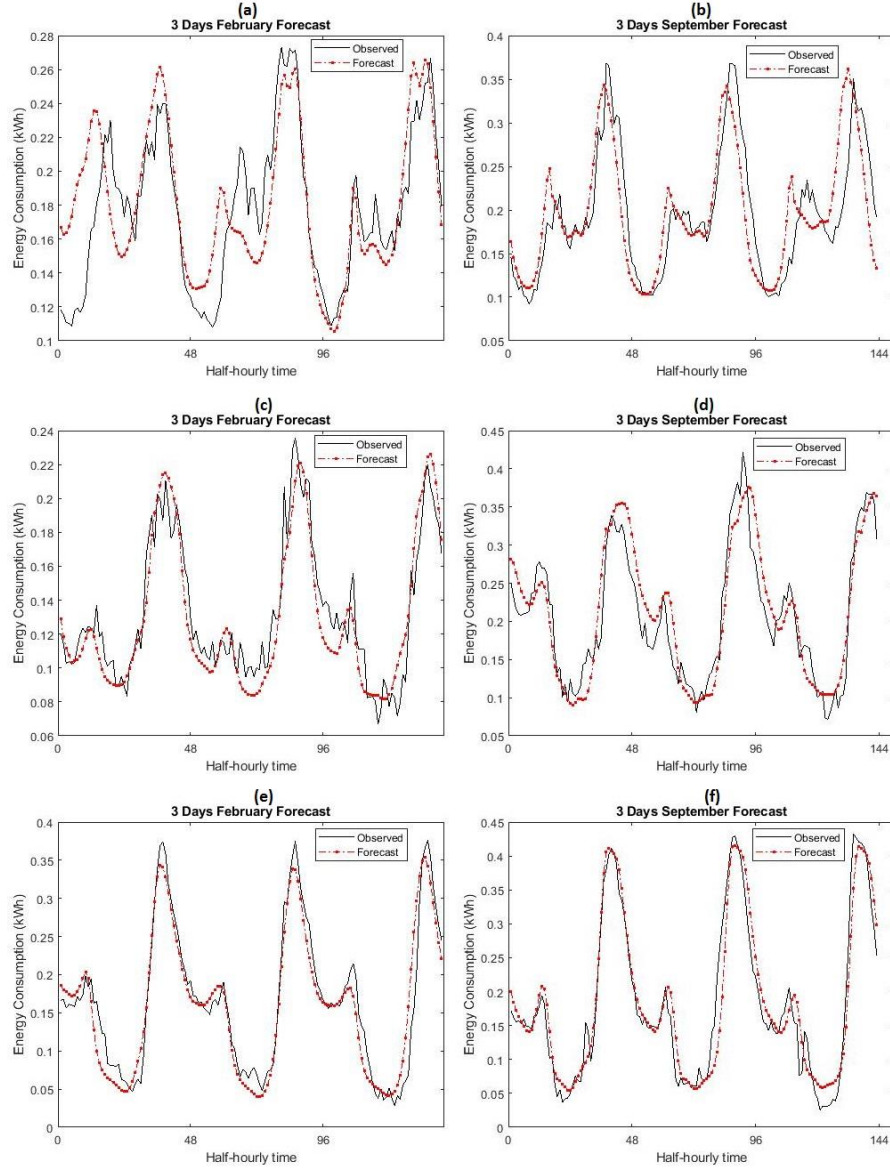 (a)
3 Days February Forecast
Energy Consumption (kWh)
0.28
0.26
0.24
0.22
0.2
0.18
0.16
0.14
0.12
0.1
Observed
Forecast
0
48
96
Half-hourly time
(b)
3 Days September Forecast
Energy Consumption (kWh)
0.4
0.35
0.3
0.25
0.2
0.15
0.1
0.05
Observed
Forecast
0
48
96
144
Half-hourly time
(c)
3 Days February Forecast
Energy Consumption (kWh)
0.24
0.22
0.2
0.18
0.16
0.14
0.12
0.1
0.08
0.06
Observed
Forecast
0
96
Half-hourly time
(d)
3 Days September Forecast
Energy Consumption (kWh)
0.45
0.4
0.35
0.3
0.25
0.2
0.15
0.1
0.05
Observed
Forecast
0
48
96
144
Half-hourly time
(e)
3 Days February Forecast
Energy Consumption (kWh)
0.4
0.35
0.3
0.25
0.2
0.15
0.1
0.05
0
Observed
Forecast
0
48
96
Half-hourly time
(f)
3 Days September Forecast
Energy Consumption (kWh)
0.45
0.4
0.35
0.3
0.25
0.2
0.15
0.1
0.05
0
Observed
Forecast
0
48
96
144
Half-hourly time